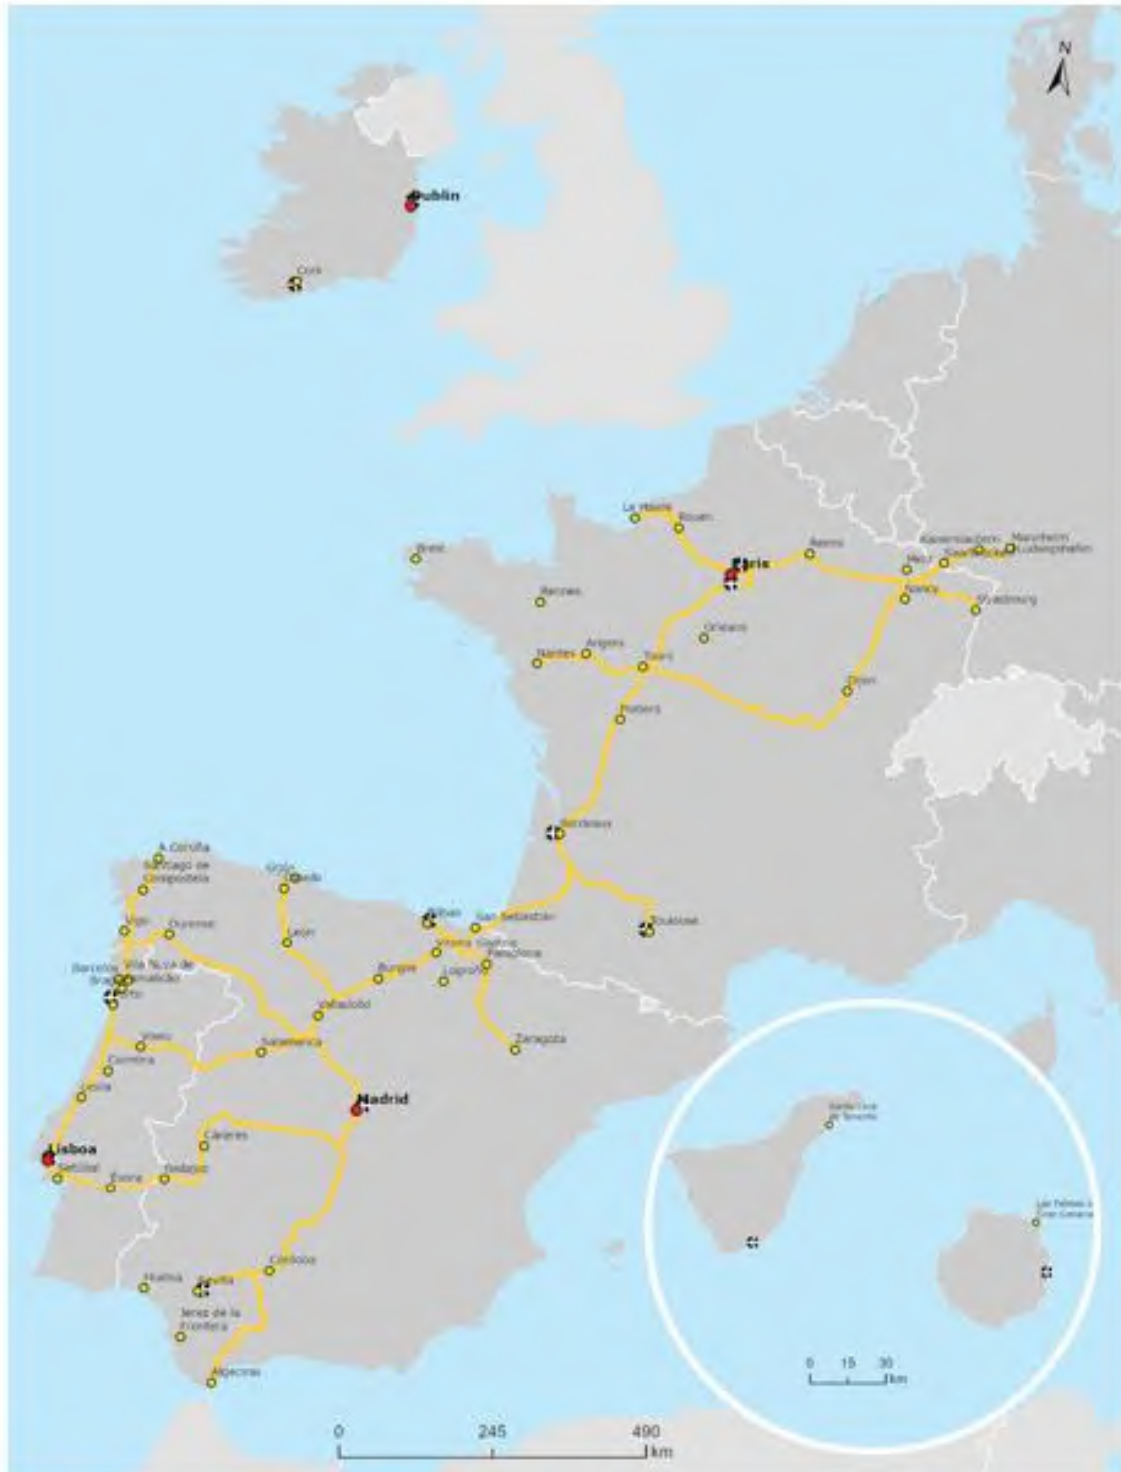 N
Dublin
Cork
Le Havre
Rouen
Reims
Kaiserslautern
Mannheim
Ludwigshafen
Metz
Paris
Nancy
Strasbourg
Brest
Rennes
Orléans
Nantes
Angers
Tours
Dijon
Poitiers
Bordeaux
A Coruña
Santiago de
Compostela
Gijón
Oviedo
Bilbao
San Sebastián
Toulouse
Vigo
Ourense
León
Vitoria
Pamplona
Barcelos
Vila Nova de
Famalicão
Burgos
Logroño
Porto
Valladolid
Viseu
Salamanca
Zaragoza
Coimbra
Leiria
Madrid
Santa Cruz
de Tenerife
Cáceres
Lisboa
Setúbal
Évora
Badajoz
Las Palmas
Gran Canaria
Córdoba
Huelva
Sevilla
Jerez de la
Frontera
0 15 30
km
Algeciras
0 245 490
km